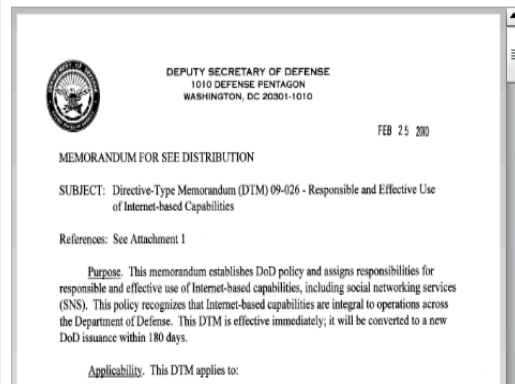 DEPUTY SECRETARY OF DEFENSE
1010 DEFENSE PENTAGON
WASHINGTON, DC 20301-1010
FEB 25 2010
MEMORANDUM FOR SEE DISTRIBUTION
SUBJECT: Directive-Type Memorandum (DTM) 09-026 - Responsible and Effective Use
of Internet-based Capabilities
References: See Attachment 1
Purpose. This memorandum establishes DoD policy and assigns responsibilities for
responsible and effective use of Internet-based capabilities, including social networking services
(SNS). This policy recognizes that Internet-based capabilities are integral to operations across
the Department of Defense. This DTM is effective immediately; it will be converted to a new
DoD issuance within 180 days.
Applicability. This DTM applies to: